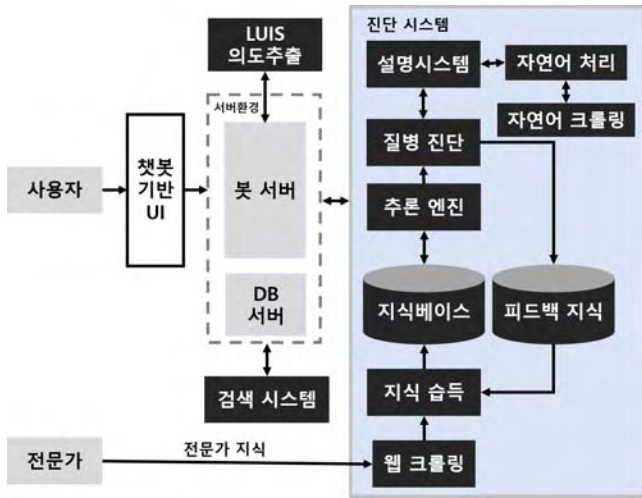 LUIS
의도추출
서버환경
봇 서버
DB
서버
검색 시스템
사용자
챗봇
기반
UI
전문가
전문가 지식
진단 시스템
설명시스템
자연어 처리
자연어 크롤링
질병 진단
추론 엔진
지식베이스
피드백 지식
지식 습득
웹 크롤링